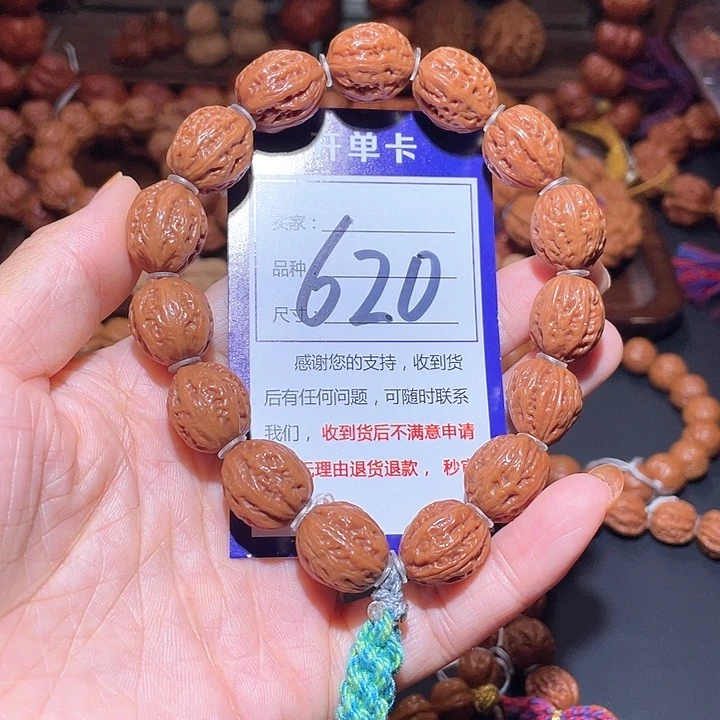 开单卡
卖家：
品种：
620
尺寸：
感谢您的支持，收到货
后有任何问题，可随时联系
我们，收到货后不满意申请
无理由退货退款，秒